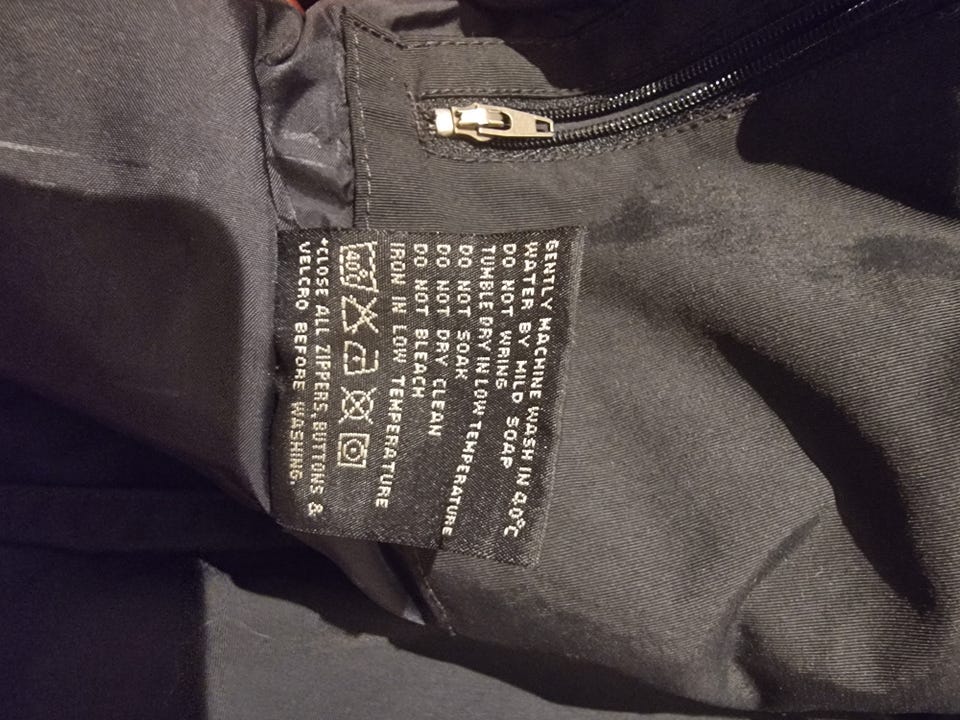 GENTLY MACHINE WASH IN 40°C
WATER BY MILD SOAP
DO NOT WRING
TUMBLE DRY IN LOW TEMPERATURE
DO NOT SOAK
DO NOT DRY CLEAN
DO NOT BLEACH
IRON IN LOW TEMPERATURE
40C
*CLOSE ALL ZIPPERS, BUTTONS &
VELCRO BEFORE WASHING.